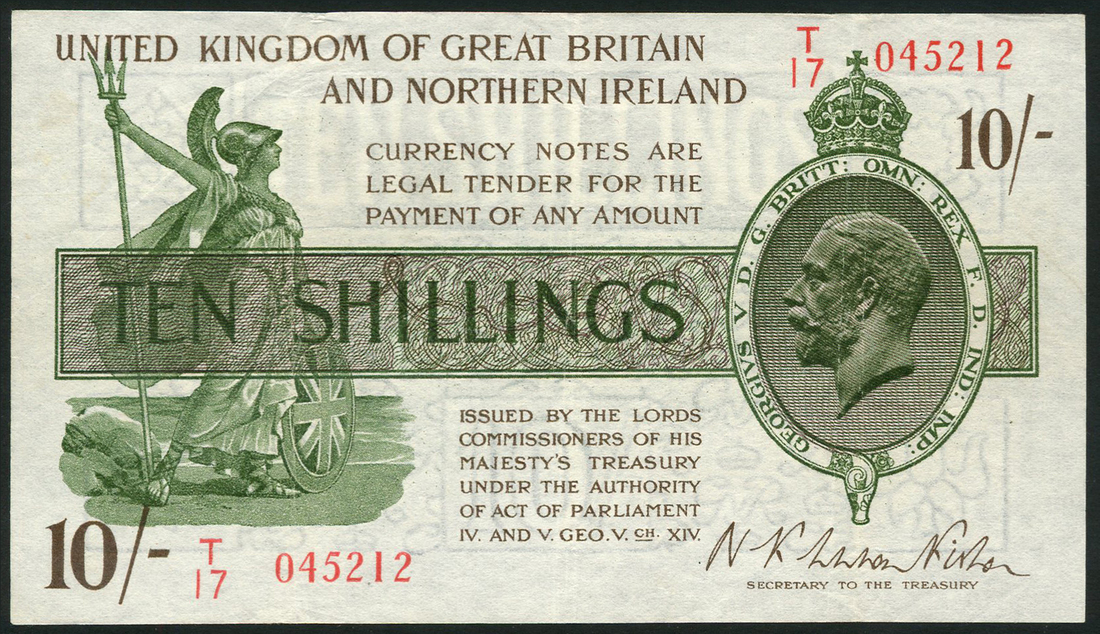 UNITED KINGDOM OF GREAT BRITAIN
AND NORTHERN IRELAND
T
17 045212
10/-
CURRENCY NOTES ARE
LEGAL TENDER FOR THE
PAYMENT OF ANY AMOUNT
TEN SHILLINGS
GEORGIVS V D. G. BRITT: OMN: REX F. D. IND: IMP:
ISSUED BY THE LORDS
COMMISSIONERS OF HIS
MAJESTY'S TREASURY
UNDER THE AUTHORITY
OF ACT OF PARLIAMENT
IV. AND V. GEO. V. CH. XIV.
10/-
T
17 045212
SECRETARY TO THE TREASURY